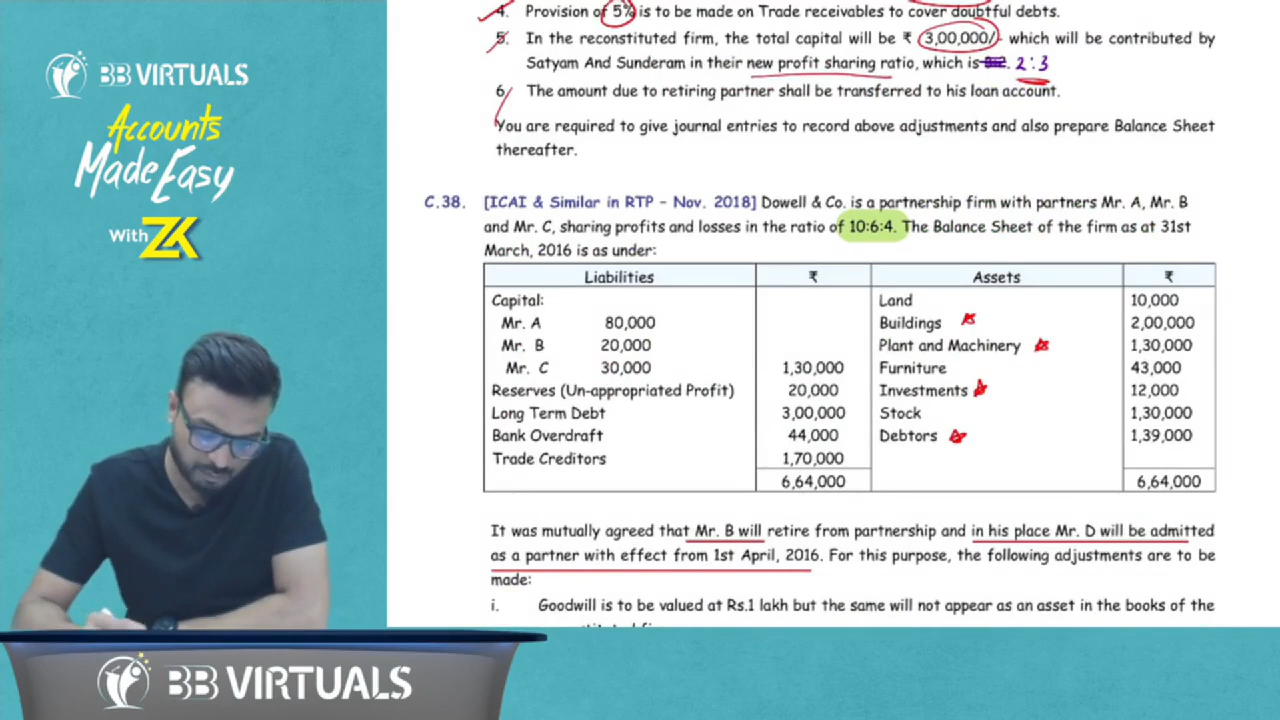 4. Provision of 5% is to be made on Trade receivables to cover doubtful debts.
5. In the reconstituted firm, the total capital will be ₹ 3,00,000/- which will be contributed by
Satyam And Sunderam in their new profit sharing ratio, which is . 2:3
6. The amount due to retiring partner shall be transferred to his loan account.
You are required to give journal entries to record above adjustments and also prepare Balance Sheet
thereafter.
BB VIRTUALS
Accounts
Made Easy
With ZK
C.38. [ICAI & Similar in RTP – Nov. 2018] Dowell & Co. is a partnership firm with partners Mr. A, Mr. B
and Mr. C, sharing profits and losses in the ratio of 10:6:4. The Balance Sheet of the firm as at 31st
March, 2016 is as under:
Liabilities ₹ Assets ₹
Capital: Land 10,000
Mr. A 80,000 Buildings 2,00,000
Mr. B 20,000 Plant and Machinery 1,30,000
Mr. C 30,000 1,30,000 Furniture 43,000
Reserves (Un-appropriated Profit) 20,000 Investments 12,000
Long Term Debt 3,00,000 Stock 1,30,000
Bank Overdraft 44,000 Debtors 1,39,000
Trade Creditors 1,70,000
6,64,000 6,64,000
It was mutually agreed that Mr. B will retire from partnership and in his place Mr. D will be admitted
as a partner with effect from 1st April, 2016. For this purpose, the following adjustments are to be
made:
i. Goodwill is to be valued at Rs.1 lakh but the same will not appear as an asset in the books of the
BB VIRTUALS